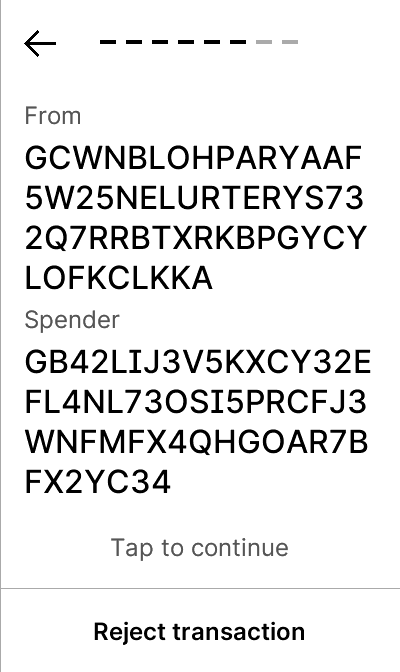 From
GCWNBLOHPARYAAF
5W25NELURTERYS73
2Q7RRBTXRKBPGYCY
LOFKCLKKA
Spender
GB42LIJ3V5KXCY32E
FL4NL73OSI5PRCFJ3
WNFMFX4QHGOAR7B
FX2YC34
Tap to continue
Reject transaction